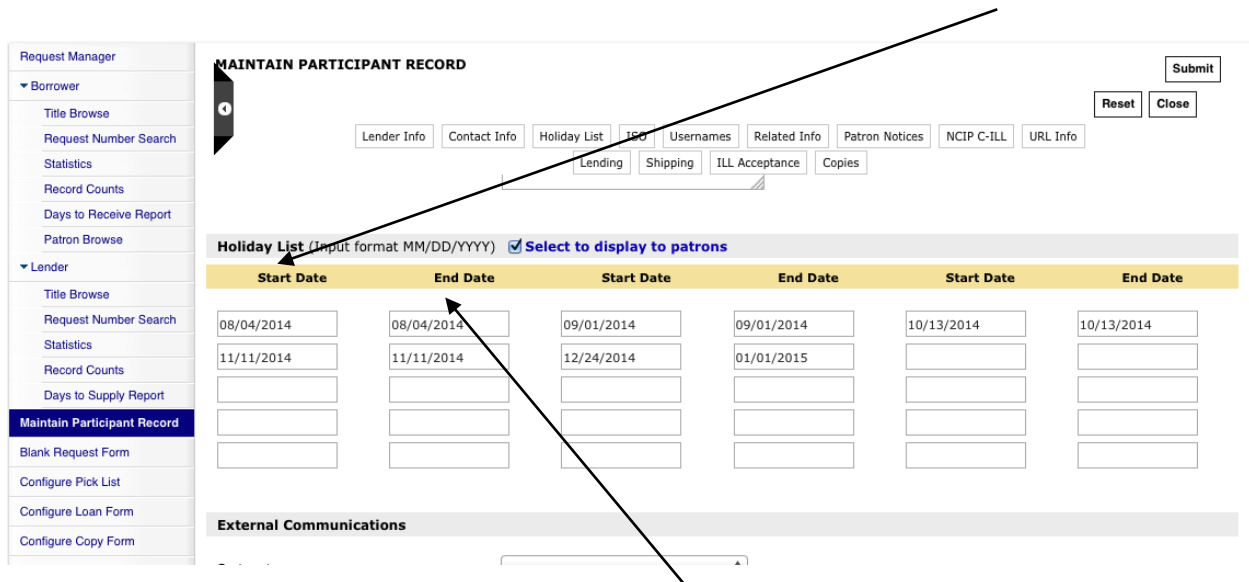 Request Manager
Borrower
Title Browse
Request Number Search
Statistics
Record Counts
Days to Receive Report
Patron Browse
Lender
Title Browse
Request Number Search
Statistics
Record Counts
Days to Supply Report
Maintain Participant Record
Blank Request Form
Configure Pick List
Configure Loan Form
Configure Copy Form
MAINTAIN PARTICIPANT RECORD
Submit
Reset Close
Lender Info Contact Info Holiday List ISO Usernames Related Info Patron Notices NCIP C-ILL URL Info
Lending Shipping ILL Acceptance Copies
Holiday List (Input format MM/DD/YYYY) Select to display to patrons
Start Date End Date Start Date End Date Start Date End Date
08/04/2014 08/04/2014 09/01/2014 09/01/2014 10/13/2014 10/13/2014
11/11/2014 11/11/2014 12/24/2014 01/01/2015
External Communications